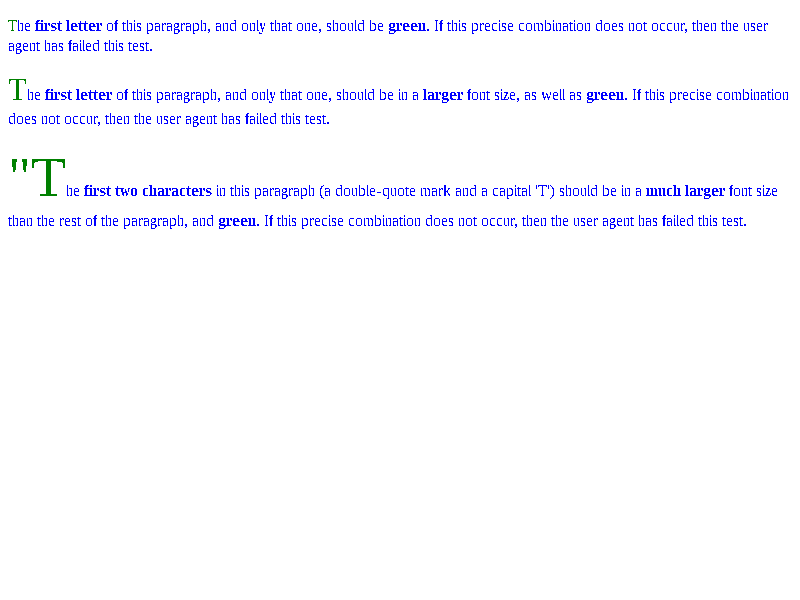 The first letter of this paragraph, and only that one, should be green. If this precise combination does not occur, then the user
agent has failed this test.
The first letter of this paragraph, and only that one, should be in a larger font size, as well as green. If this precise combination
does not occur, then the user agent has failed this test.
"The first two characters in this paragraph (a double-quote mark and a capital 'T') should be in a much larger font size
than the rest of the paragraph, and green. If this precise combination does not occur, then the user agent has failed this test.